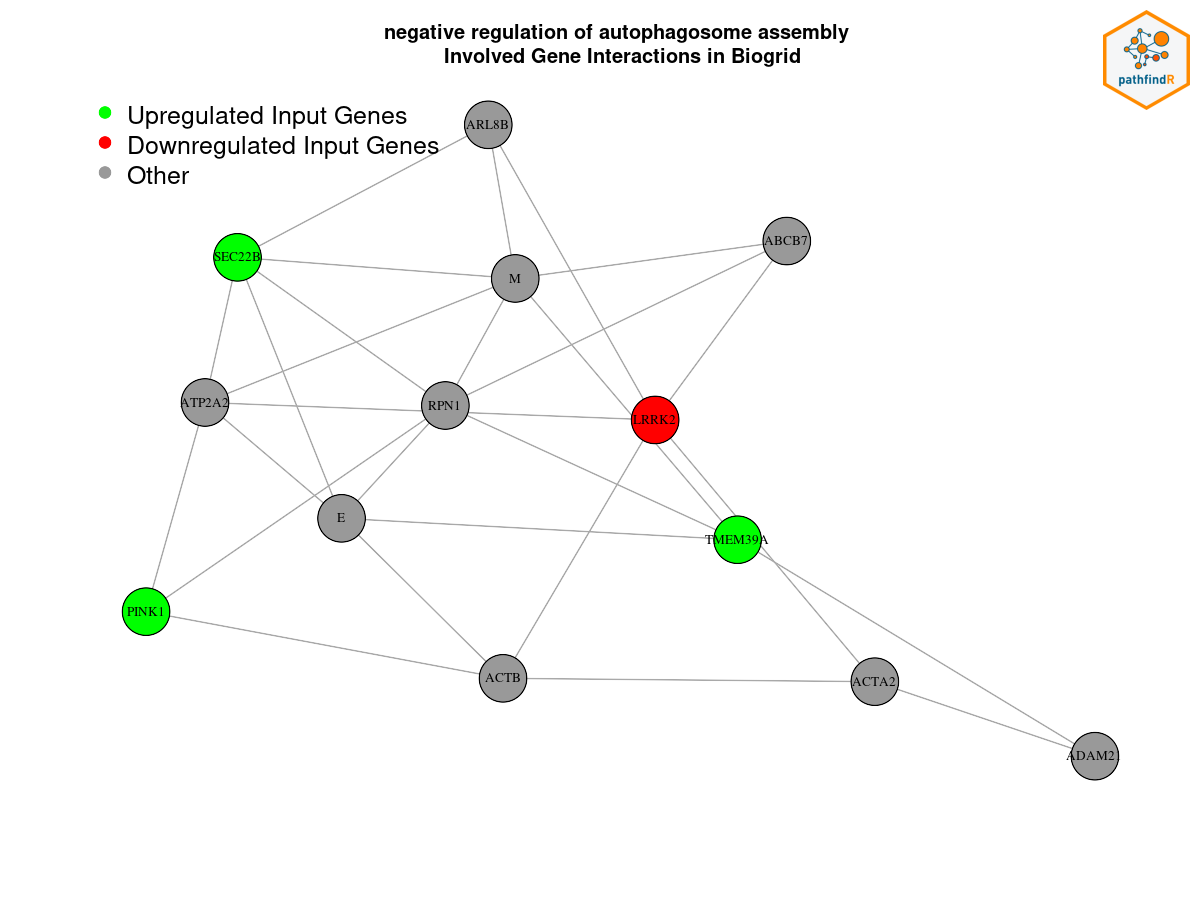 negative regulation of autophagosome assembly
Involved Gene Interactions in Biogrid
pathfindR
Upregulated Input Genes
Downregulated Input Genes
Other
ARL8B
ABCB7
SEC22B
M
ATP2A2
RPN1
LRRK2
E
TMEM39A
PINK1
ACTB
ACTA2
ADAM21